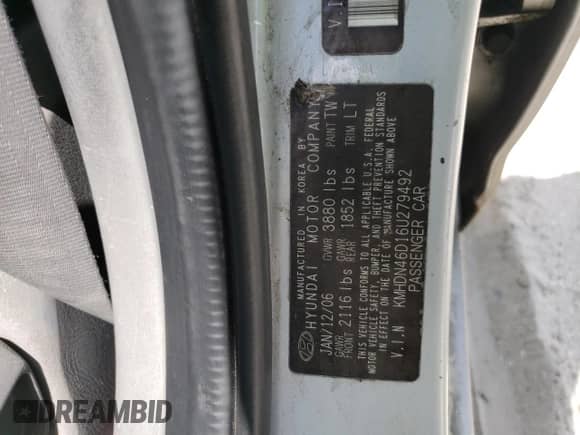 V.I.N
MANUFACTURED IN KOREA BY
HYUNDAI MOTOR COMPANY
JAN/12/06 GVWR 3880 lbs PAINT TW
GAWR FRONT 2116 lbs GAWR REAR 1852 lbs TRIM LT
THIS VEHICLE CONFORMS TO ALL APPLICABLE U.S.A. FEDERAL
MOTOR VEHICLE SAFETY, BUMPER, AND THEFT PREVENTION STANDARDS
IN EFFECT ON THE DATE OF MANUFACTURE SHOWN ABOVE
V.I.N KMHDN46D16U279492
PASSENGER CAR
DREAMBID